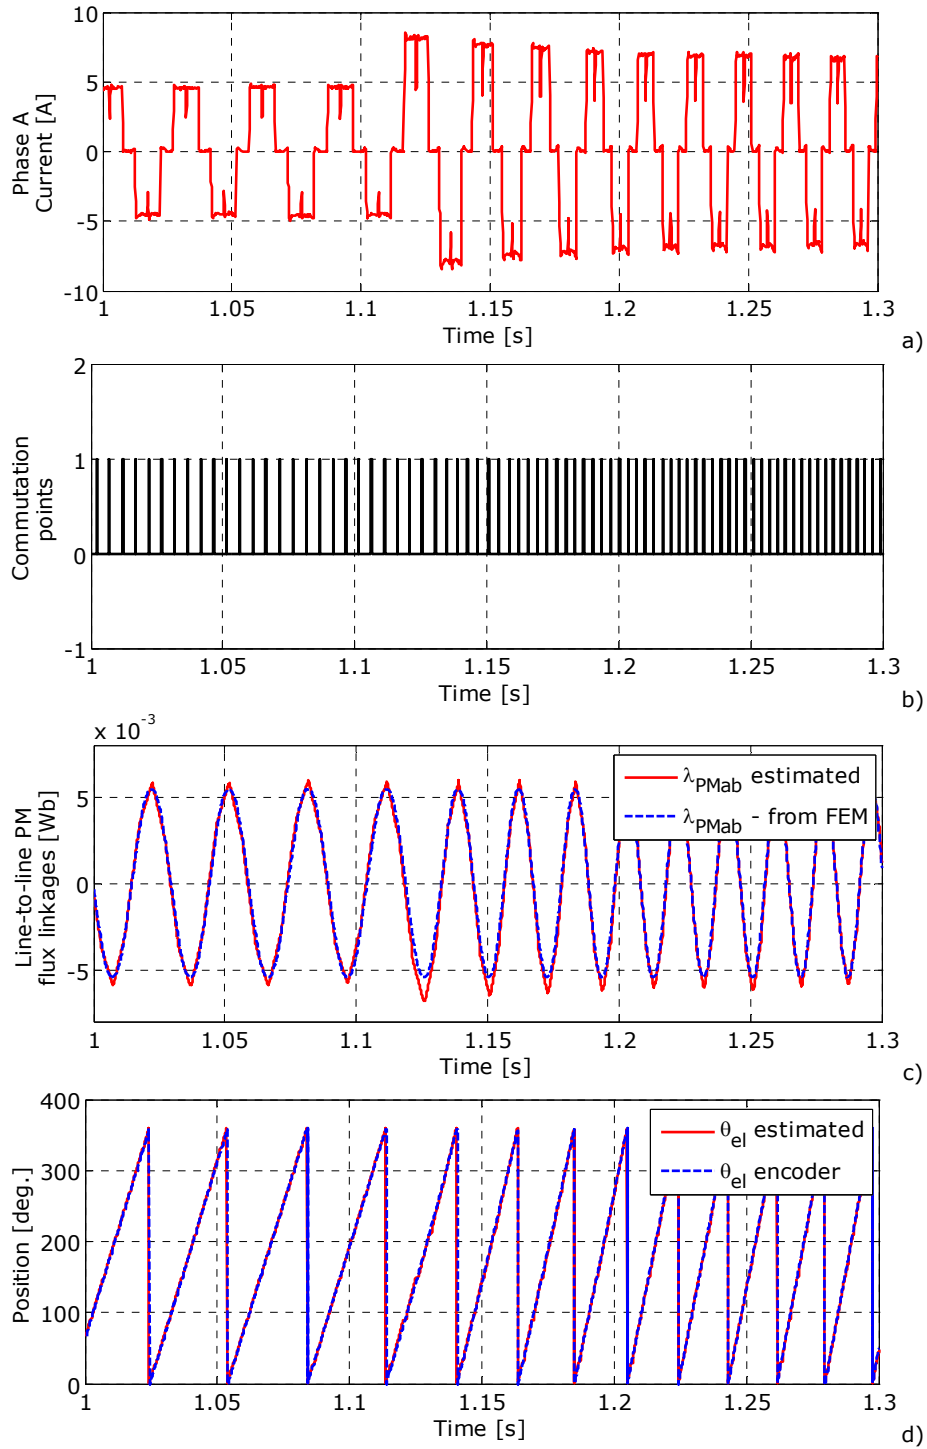 10
5
0
-5
-10
Phase A
Current [A]
1 1.05 1.1 1.15 1.2 1.25 1.3
Time [s]
a)
2
1
0
-1
Commutation
points
1 1.05 1.1 1.15 1.2 1.25 1.3
Time [s]
b)
x 10-3
5
0
-5
Line-to-line PM
flux linkages [Wb]
λPMab estimated
λPMab - from FEM
1 1.05 1.1 1.15 1.2 1.25 1.3
Time [s]
c)
400
300
200
100
0
Position [deg.]
θel estimated
θel encoder
1 1.05 1.1 1.15 1.2 1.25 1.3
Time [s]
d)